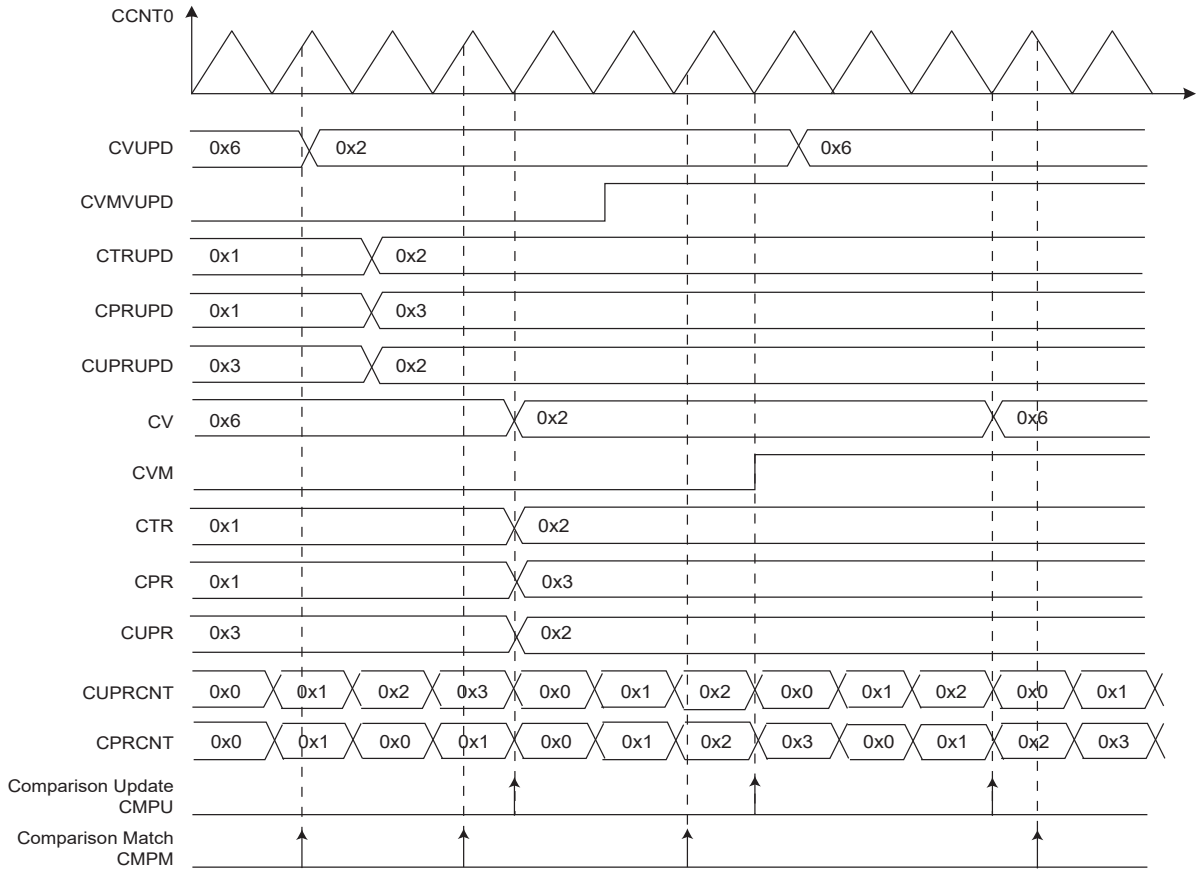 CCNT0
CVUPD 0x6 0x2 0x6
CVMVUPD
CTRUPD 0x1 0x2
CPRUPD 0x1 0x3
CUPRUPD 0x3 0x2
CV 0x6 0x2 0x6
CVM
CTR 0x1 0x2
CPR 0x1 0x3
CUPR 0x3 0x2
CUPRCNT 0x0 0x1 0x2 0x3 0x0 0x1 0x2 0x0 0x1 0x2 0x0 0x1
CPRCNT 0x0 0x1 0x0 0x1 0x0 0x1 0x2 0x3 0x0 0x1 0x2 0x3
Comparison Update
CMPU
Comparison Match
CMPM